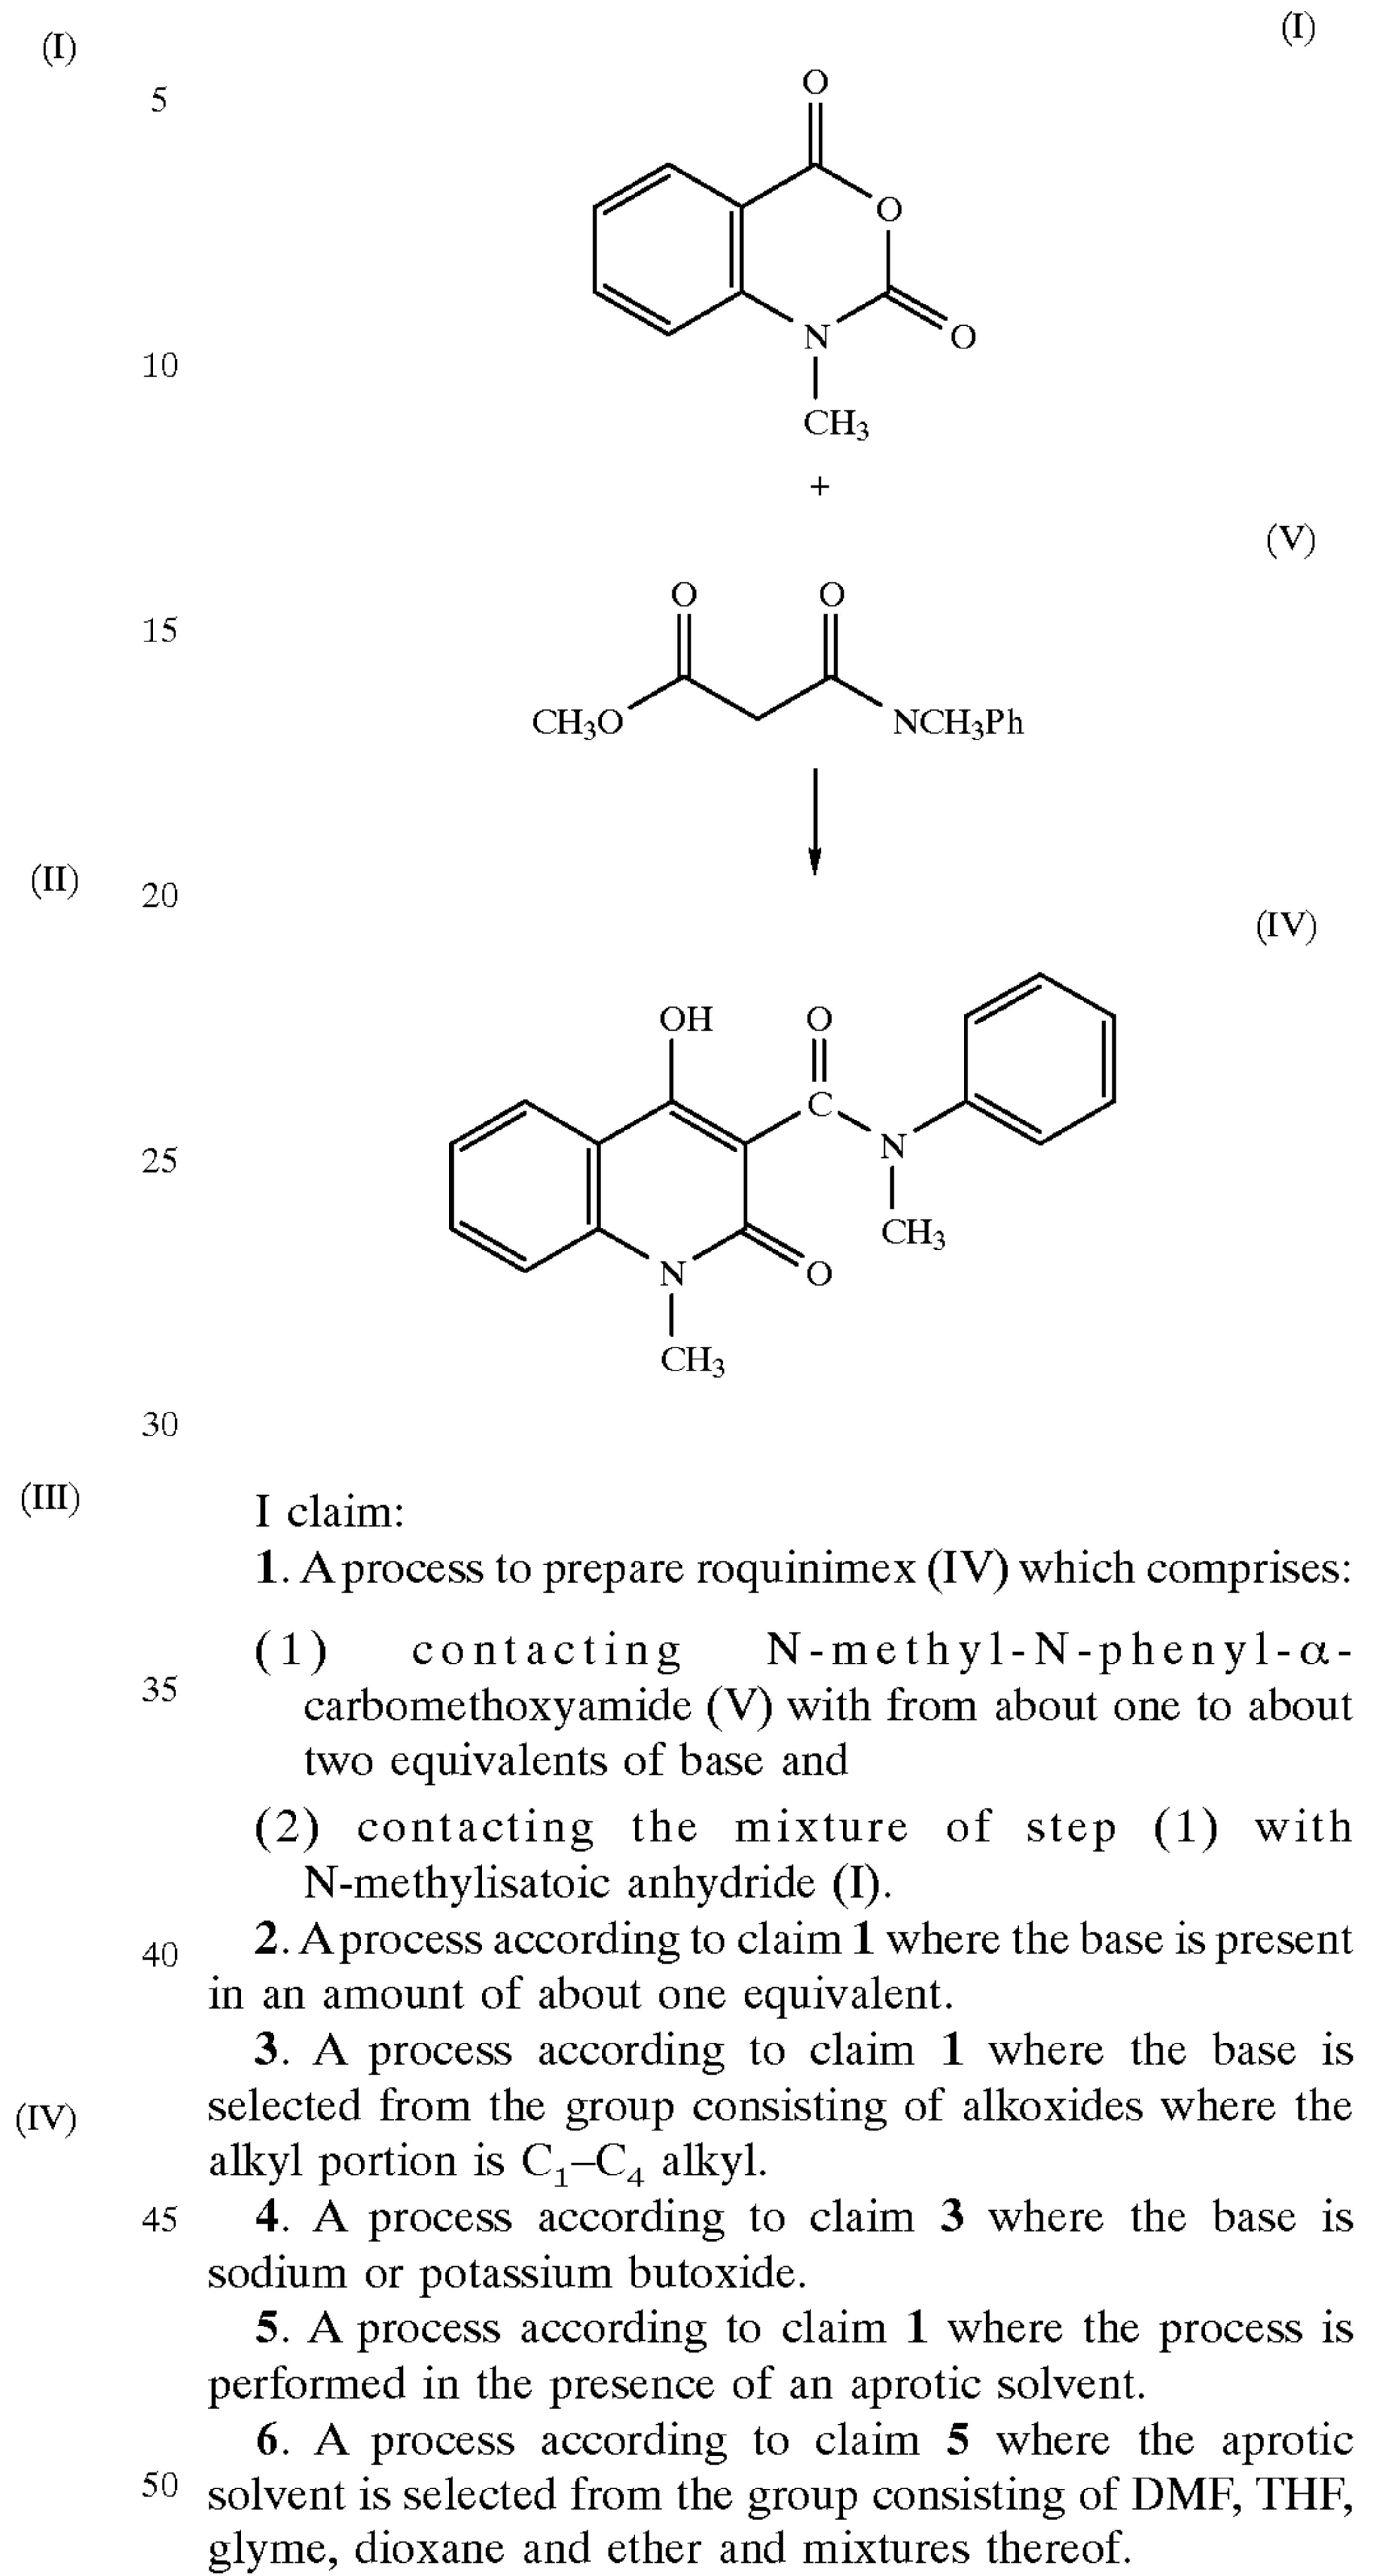 (I)
(I)
5
O
O
N
O
10
CH3
+
(V)
O
O
15
CH3O
NCH3Ph
(II)
20
(IV)
OH
O
C
25
N
CH3
N
O
CH3
30
(III)
I claim:
1. A process to prepare roquinimex (IV) which comprises:
(1) contacting N-methyl-N-phenyl-α-
35
carbomethoxyamide (V) with from about one to about
two equivalents of base and
(2) contacting the mixture of step (1) with
N-methylisatoic anhydride (I).
2. A process according to claim 1 where the base is present
40
in an amount of about one equivalent.
3. A process according to claim 1 where the base is
selected from the group consisting of alkoxides where the
(IV)
alkyl portion is C1–C4 alkyl.
45
4. A process according to claim 3 where the base is
sodium or potassium butoxide.
5. A process according to claim 1 where the process is
performed in the presence of an aprotic solvent.
6. A process according to claim 5 where the aprotic
50
solvent is selected from the group consisting of DMF, THF,
glyme, dioxane and ether and mixtures thereof.